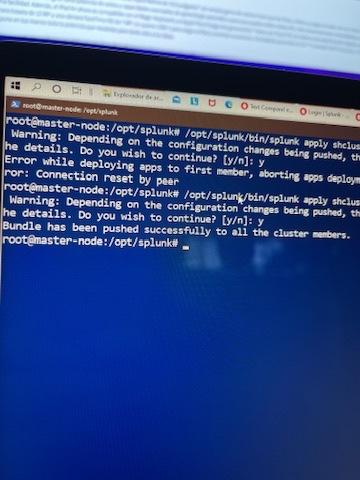 Explorador de ar...
Text Compare! e
Login | Splunk
root@master-node: /opt/splunk
root@master-node:/opt/splunk# /opt/splunk/bin/splunk apply shclus
Warning: Depending on the configuration changes being pushed, th
he details. Do you wish to continue? [y/n]: y
Error while deploying apps to first member, aborting apps deploym
ror: Connection reset by peer
root@master-node:/opt/splunk# /opt/splunk/bin/splunk apply shclus
Warning: Depending on the configuration changes being pushed, th
he details. Do you wish to continue? [y/n]: y
Bundle has been pushed successfully to all the cluster members.
root@master-node:/opt/splunk#